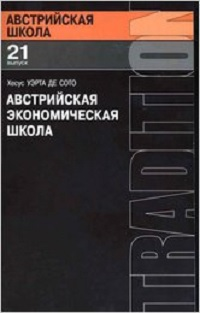 АВСТРИЙСКАЯ
ШКОЛА
21
ВЫПУСК
Хесус УЭРТА ДЕ СОТО
АВСТРИЙСКАЯ
ЭКОНОМИЧЕСКАЯ
ШКОЛА
TRADITION